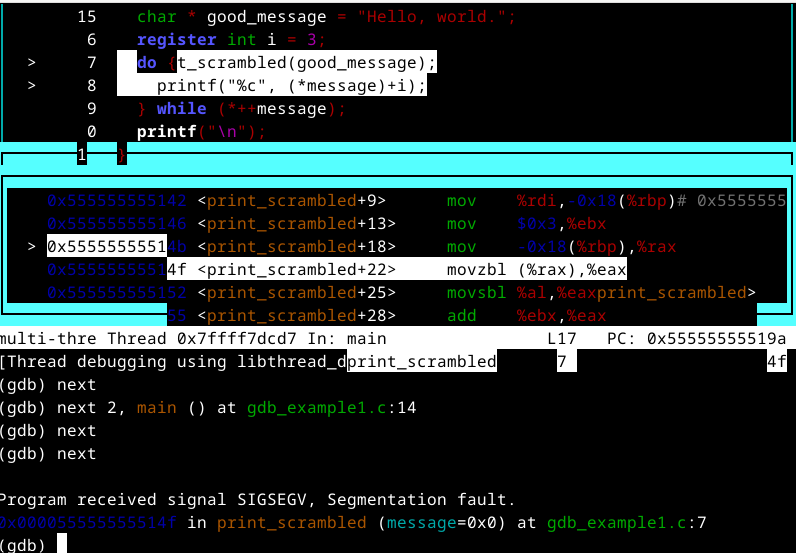 15 char * good_message = "Hello, world.";
6 register int i = 3;
> 7 do {t_scrambled(good_message);
> 8 printf("%c", (*message)+i);
9 } while (*++message);
0 printf("\n");
1 }
0x555555555142 <print_scrambled+9> mov %rdi,-0x18(%rbp)# 0x5555555
0x555555555146 <print_scrambled+13> mov $0x3,%ebx
> 0x55555555514b <print_scrambled+18> mov -0x18(%rbp),%rax
0x55555555514f <print_scrambled+22> movzbl (%rax),%eax
0x555555555152 <print_scrambled+25> movsbl %al,%eaxprint_scrambled>
55 <print_scrambled+28> add %ebx,%eax
multi-thre Thread 0x7ffff7dcd7 In: main L17 PC: 0x55555555519a
[Thread debugging using libthread_dprint_scrambled 7 4f
(gdb) next
(gdb) next 2, main () at gdb_example1.c:14
(gdb) next
(gdb) next
Program received signal SIGSEGV, Segmentation fault.
0x000055555555514f in print_scrambled (message=0x0) at gdb_example1.c:7
(gdb)